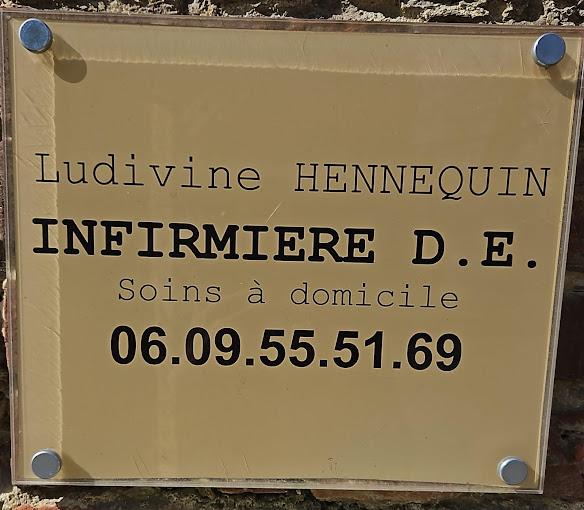 Ludivine HENNEQUIN
INFIRMIERE D.E.
Soins à domicile
06.09.55.51.69